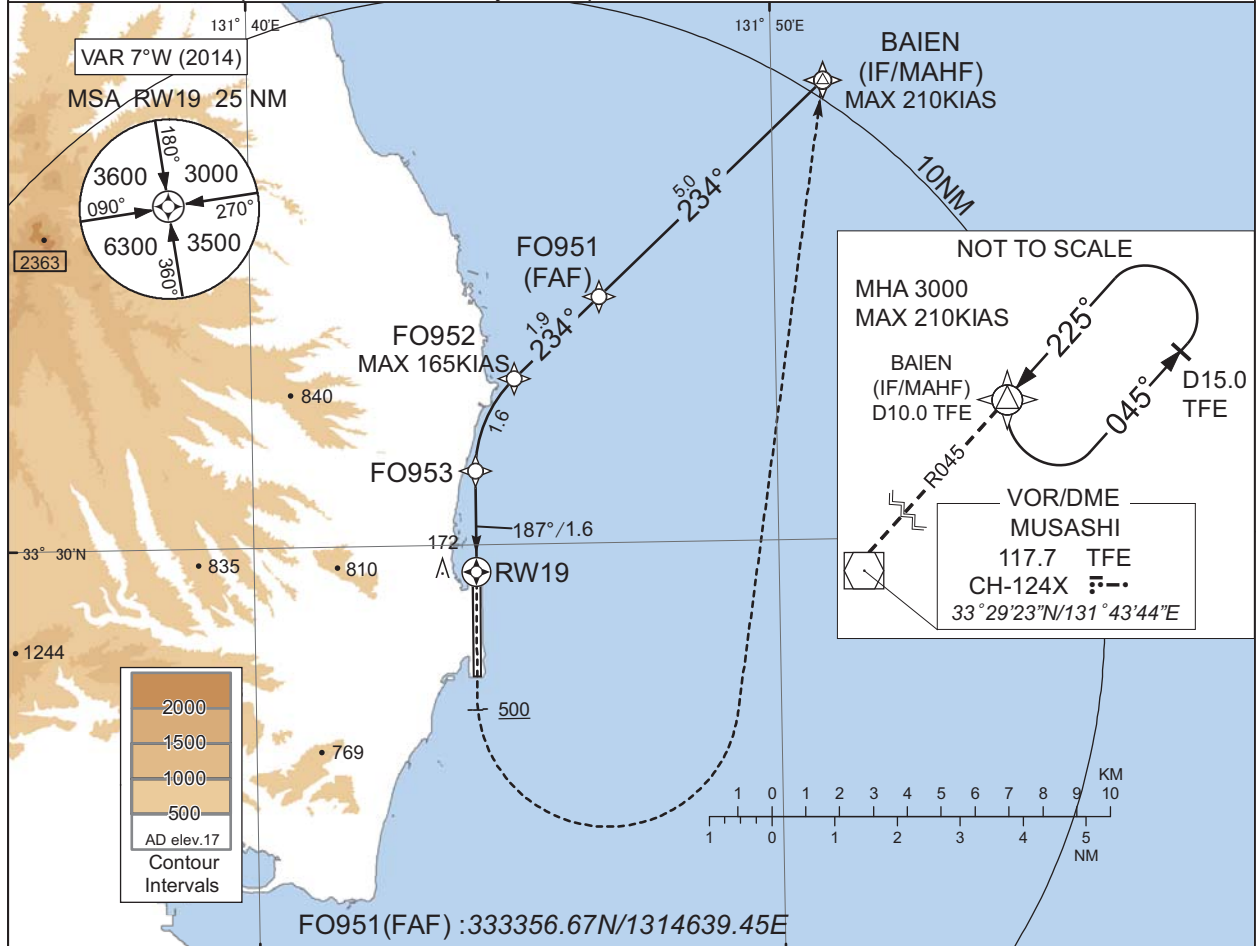 131° 40'E
131° 50'E
VAR 7°W (2014)
MSA RW19 25 NM
180°
3600
3000
090°
270°
6300
3500
360°
2363
BAIEN
(IF/MAHF)
MAX 210KIAS
10NM
5.0
234°
FO951
(FAF)
1.9
234°
FO952
MAX 165KIAS
1.6
840
FO953
187°/1.6
172
33° 30'N
835
810
RW19
1244
500
769
2000
1500
1000
500
AD elev.17
Contour
Intervals
NOT TO SCALE
MHA 3000
MAX 210KIAS
225°
BAIEN
(IF/MAHF)
D10.0 TFE
045°
D15.0
TFE
R045
VOR/DME
MUSASHI
117.7 TFE
CH-124X
33°29'23"N/131°43'44"E
KM
1 0 1 2 3 4 5 6 7 8 9 10
1 0 1 2 3 4 5
NM
FO951(FAF) :333356.67N/1314639.45E